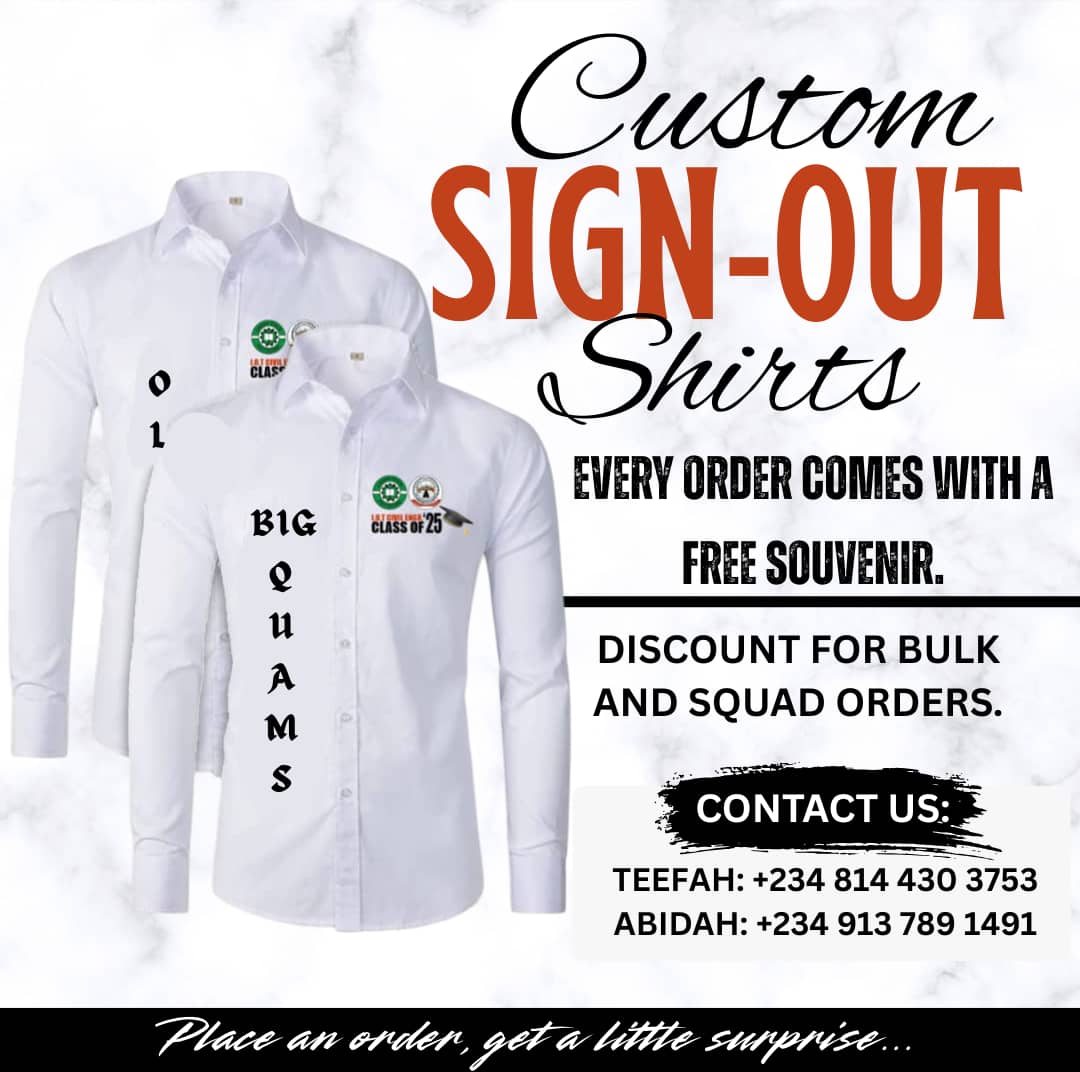 Custom
SIGN-OUT
Shirts
EVERY ORDER COMES WITH A
FREE SOUVENIR.
DISCOUNT FOR BULK
AND SQUAD ORDERS.
CONTACT US:
TEEFAH: +234 814 430 3753
ABIDAH: +234 913 789 1491
O
L
CLAS
BIG
Q
U
A
M
S
CLASS OF '25
Place an order, get a little surprise...